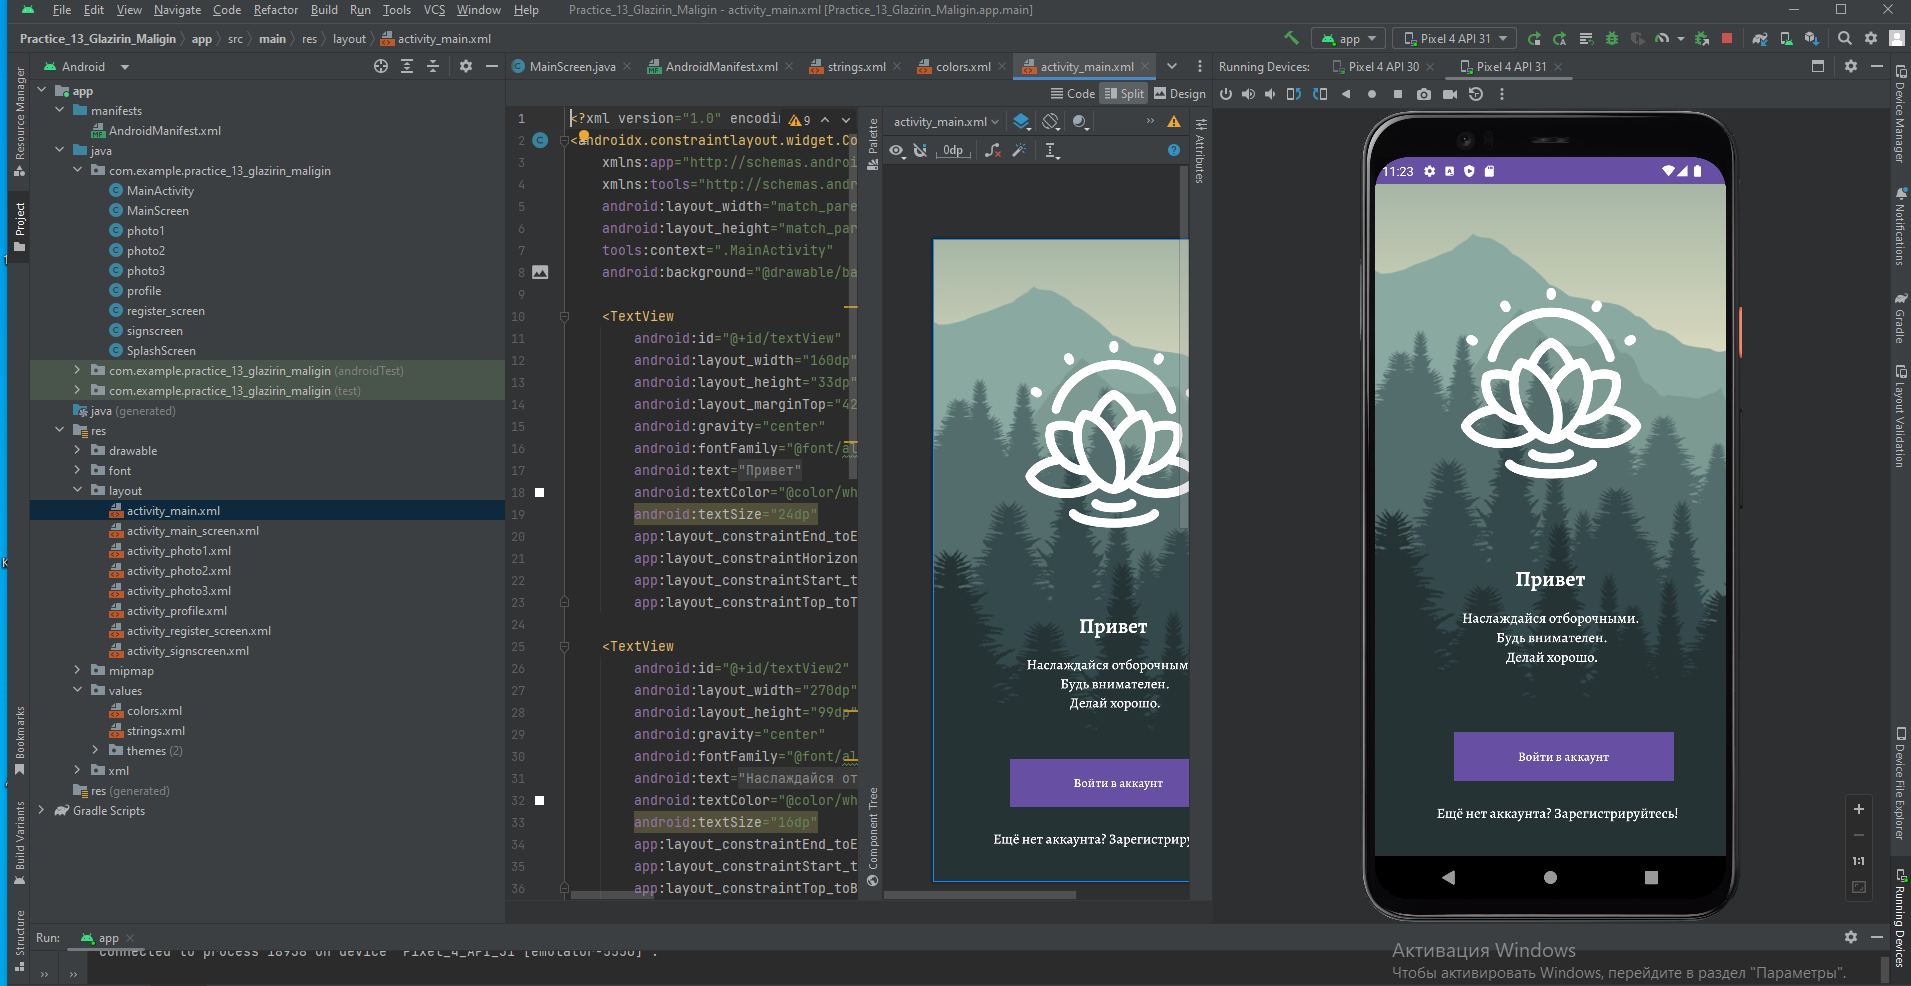 File Edit View Navigate Code Refactor Build Run Tools VCS Window Help Practice_13_Glazirin_Maligin - activity_main.xml [Practice_13_Glazirin_Maligin.app.main]
Practice_13_Glazirin_Maligin app src main res layout activity_main.xml app Pixel 4 API 31
Android MainScreen.java AndroidManifest.xml strings.xml colors.xml activity_main.xml Running Devices: Pixel 4 API 30 Pixel 4 API 31
Code Split Design
Resource Manager
Project
Bookmarks
Build Variants
Structure
app
manifests
AndroidManifest.xml
java
com.example.practice_13_glazirin_maligin
MainActivity
MainScreen
photo1
photo2
photo3
profile
register_screen
signscreen
SplashScreen
com.example.practice_13_glazirin_maligin (androidTest)
com.example.practice_13_glazirin_maligin (test)
java (generated)
res
drawable
font
layout
activity_main.xml
activity_main_screen.xml
activity_photo1.xml
activity_photo2.xml
activity_photo3.xml
activity_profile.xml
activity_register_screen.xml
activity_signscreen.xml
mipmap
values
colors.xml
strings.xml
themes (2)
xml
res (generated)
Gradle Scripts
1 <?xml version="1.0" encodin 9
2 <androidx.constraintlayout.widget.Co
3 xmlns:app="http://schemas.androi
4 xmlns:tools="http://schemas.andr
5 android:layout_width="match_pare
6 android:layout_height="match_par
7 tools:context=".MainActivity"
8 android:background="@drawable/ba
9
10 <TextView
11 android:id="@+id/textView"
12 android:layout_width="160dp"
13 android:layout_height="33dp"
14 android:layout_marginTop="42
15 android:gravity="center"
16 android:fontFamily="@font/al
17 android:text="Привет"
18 android:textColor="@color/wh
19 android:textSize="24dp"
20 app:layout_constraintEnd_toE
21 app:layout_constraintHorizon
22 app:layout_constraintStart_t
23 app:layout_constraintTop_toT
24
25 <TextView
26 android:id="@+id/textView2"
27 android:layout_width="270dp"
28 android:layout_height="99dp"
29 android:gravity="center"
30 android:fontFamily="@font/al
31 android:text="Наслаждайся от
32 android:textColor="@color/wh
33 android:textSize="16dp"
34 app:layout_constraintEnd_toE
35 app:layout_constraintStart_t
36 app:layout_constraintTop_toB
Palette
Component Tree
activity_main.xml
0dp
Attributes
Привет
Наслаждайся отборочным
Будь внимателен.
Делай хорошо.
Войти в аккаунт
Ещё нет аккаунта? Зарегистриру
11:23
Привет
Наслаждайся отборочными.
Будь внимателен.
Делай хорошо.
Войти в аккаунт
Ещё нет аккаунта? Зарегистрируйтесь!
1:1
Device Manager
Notifications
Gradle
Layout Validation
Device File Explorer
Running Devices
Run: app
Connected to process 18938 on device 'Pixel_4_API_31 [emulator-5556]'.
Активация Windows
Чтобы активировать Windows, перейдите в раздел "Параметры".